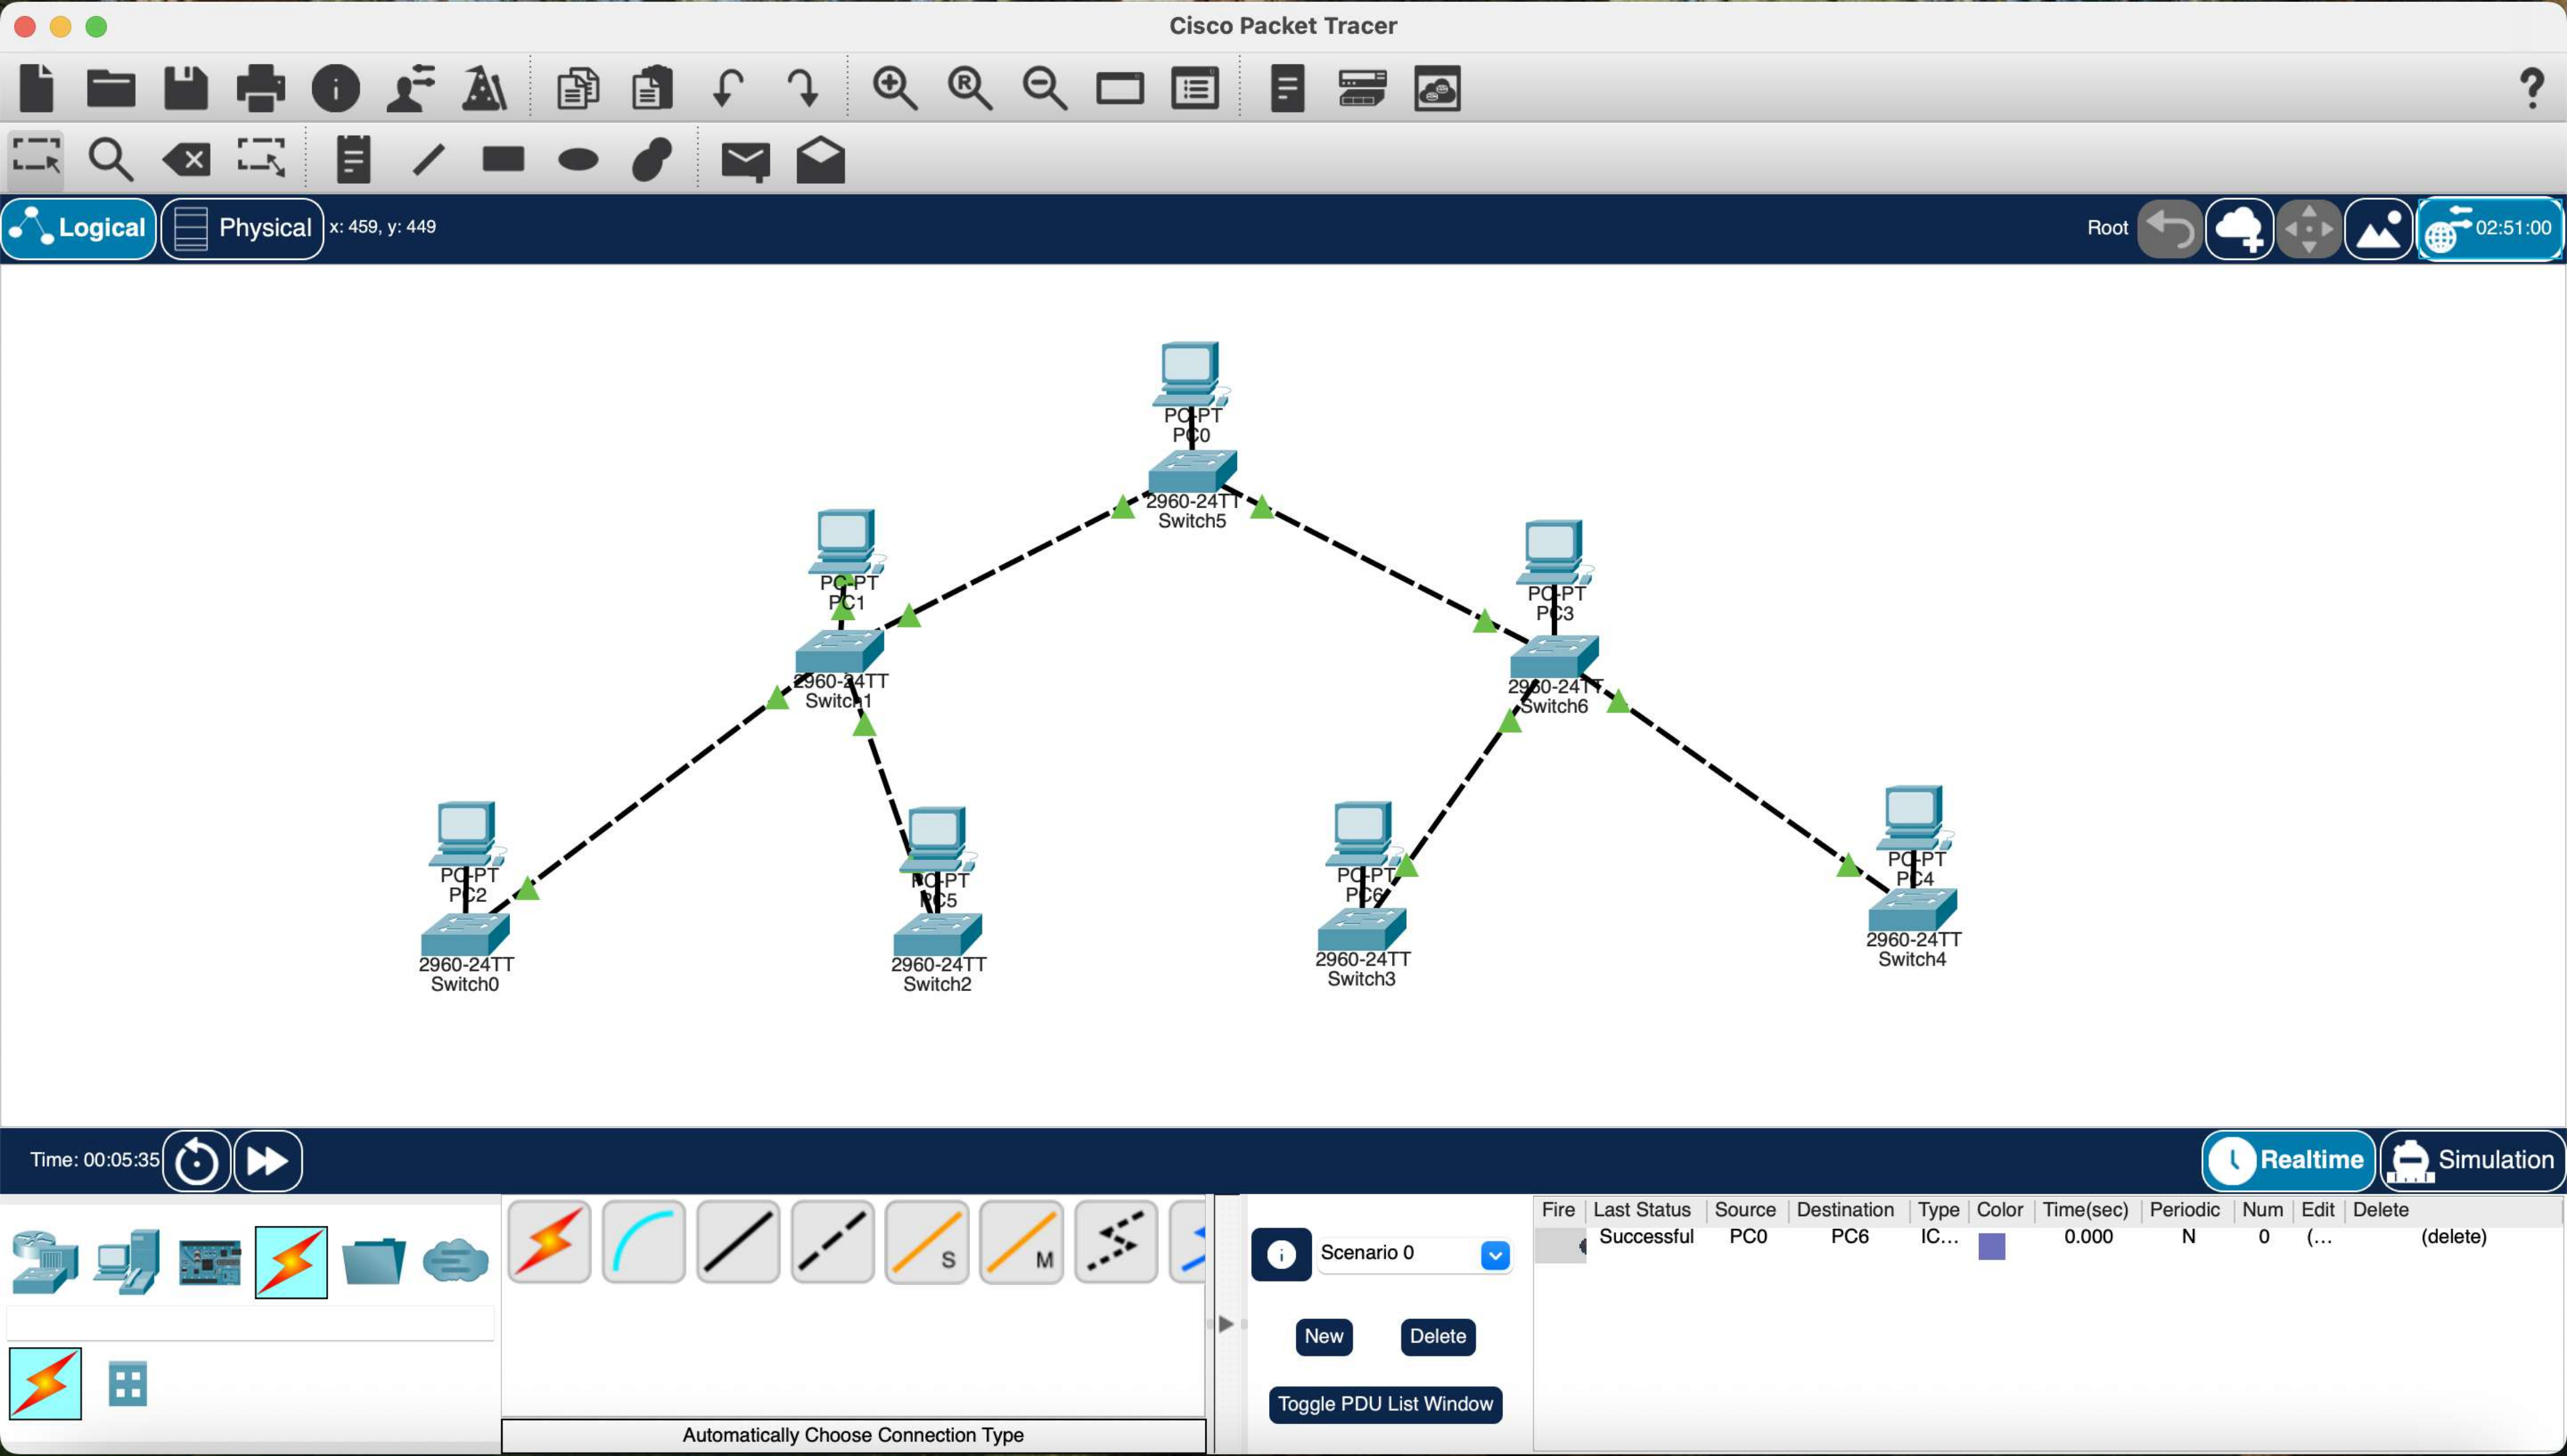 Cisco Packet Tracer
Logical
Physical
x: 459, y: 449
Root
02:51:00
PC-PT
PC0
2960-24TT
Switch5
PC-PT
PC1
PC-PT
PC3
2960-24TT
Switch1
2960-24TT
Switch6
PC-PT
PC2
PC-PT
PC5
PC-PT
PC6
PC-PT
PC4
2960-24TT
Switch0
2960-24TT
Switch2
2960-24TT
Switch3
2960-24TT
Switch4
Time: 00:05:35
Realtime
Simulation
S
M
Automatically Choose Connection Type
Scenario 0
New
Delete
Toggle PDU List Window
Fire Last Status Source Destination Type Color Time(sec) Periodic Num Edit Delete
Successful PC0 PC6 IC... 0.000 N 0 (... (delete)